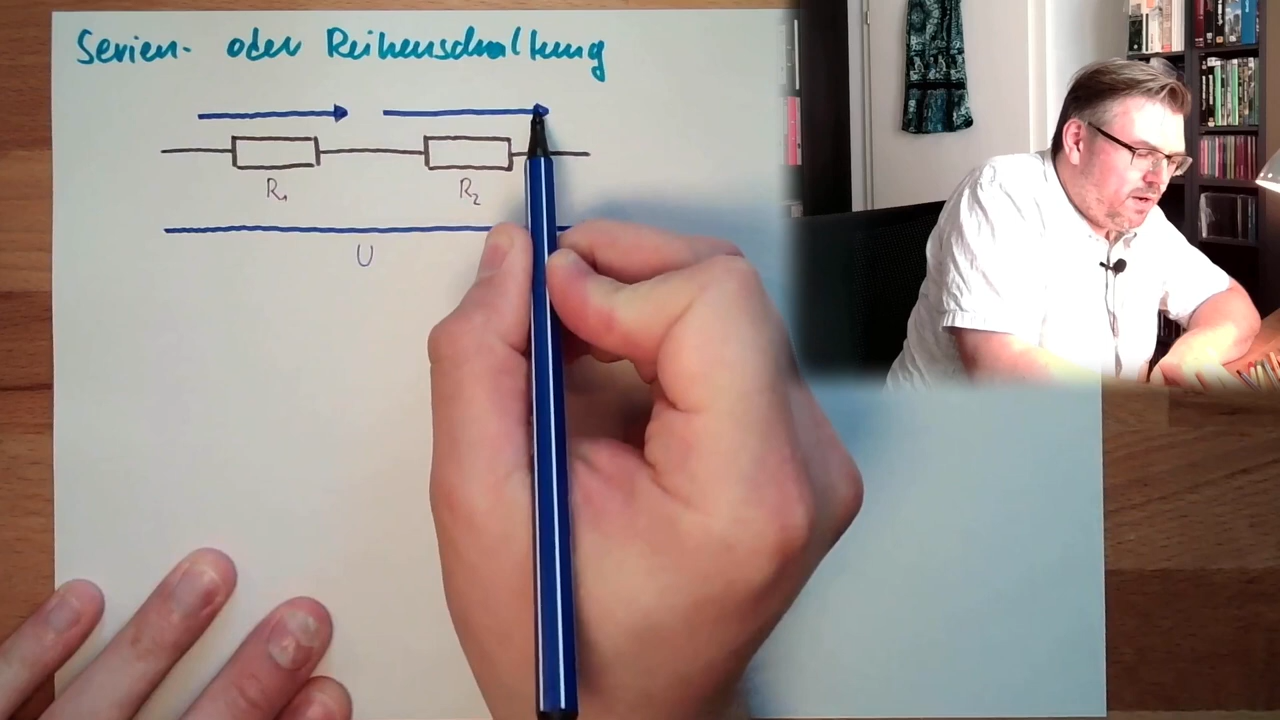 Serien- oder Reihenschaltung
R₁ R₂
U